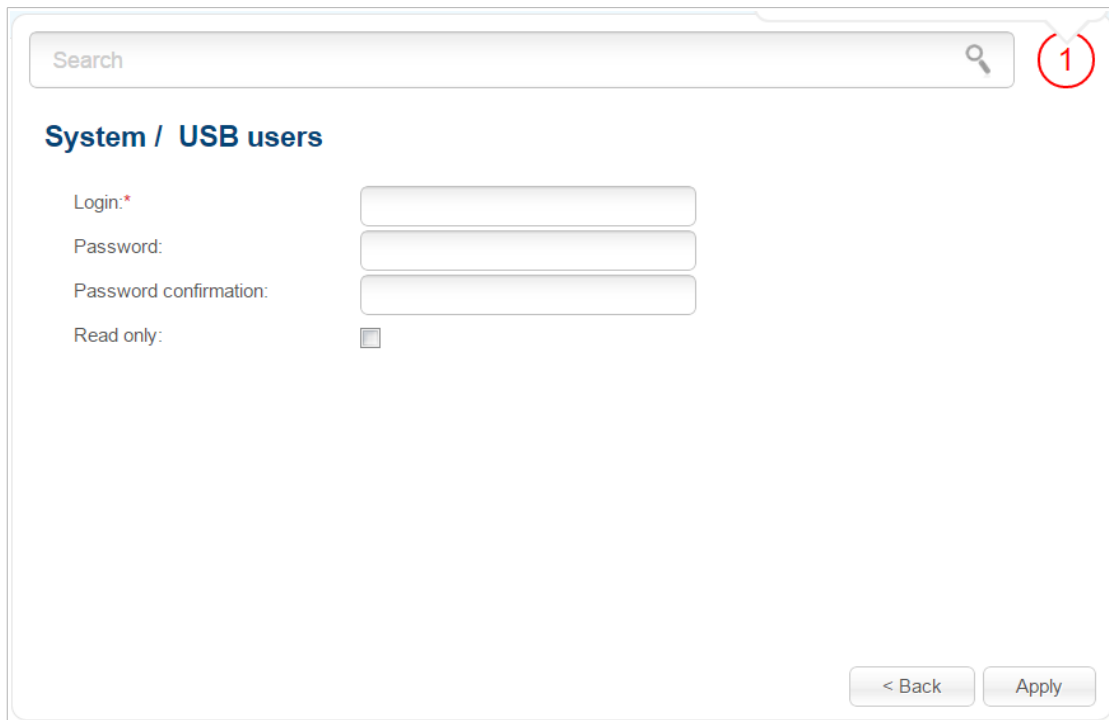 Search
1
System /  USB users
Login:*
Password:
Password confirmation:
Read only:
< Back
Apply